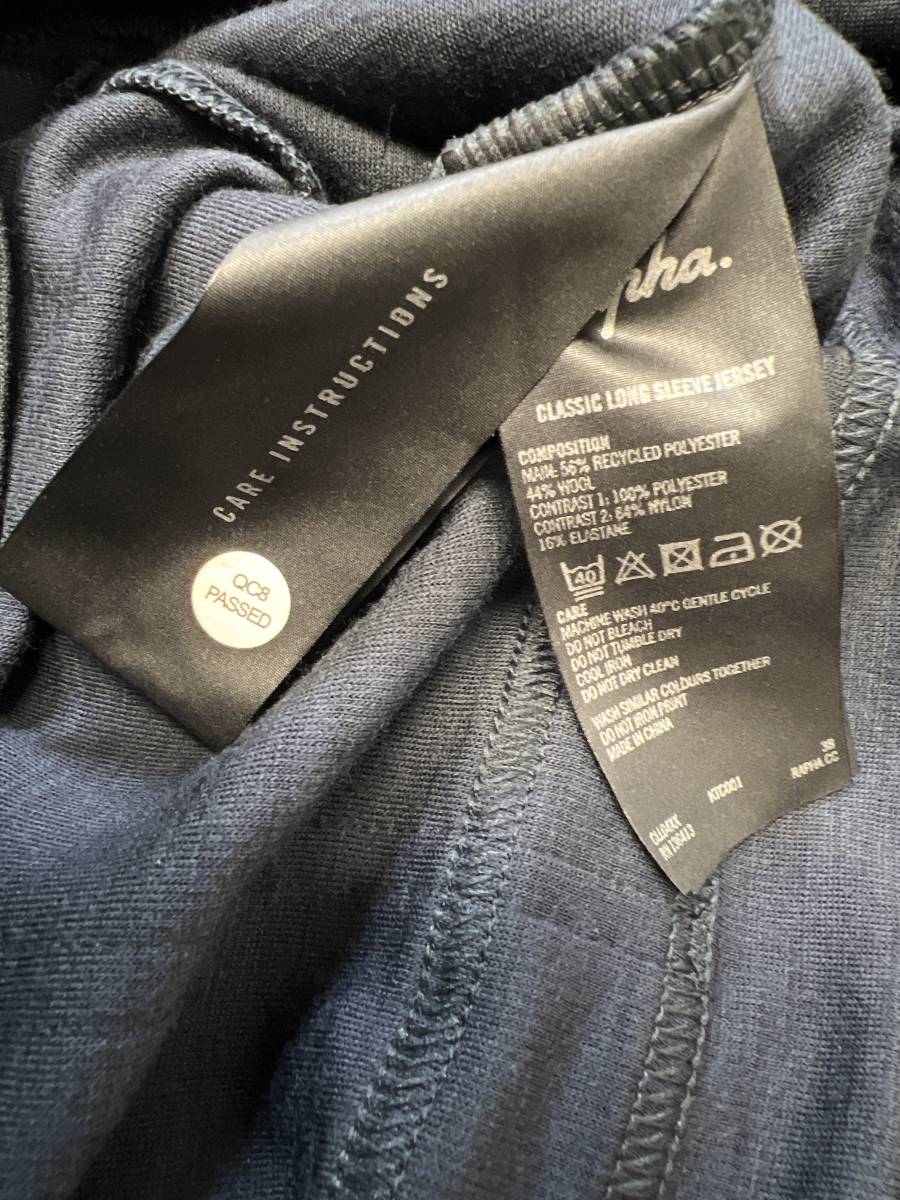 CARE INSTRUCTIONS
QC8
PASSED
pha.
CLASSIC LONG SLEEVE JERSEY
COMPOSITION
MAIN: 56% RECYCLED POLYESTER
44% WOOL
CONTRAST 1: 100% POLYESTER
CONTRAST 2: 84% NYLON
16% ELASTANE
40
CARE
MACHINE WASH 40°C GENTLE CYCLE
DO NOT BLEACH
DO NOT TUMBLE DRY
COOL IRON
DO NOT DRY CLEAN
WASH SIMILAR COLOURS TOGETHER
DO NOT IRON PRINT
MADE IN CHINA
CLL04XX
KTC001
RN136413
RAPHA.CC